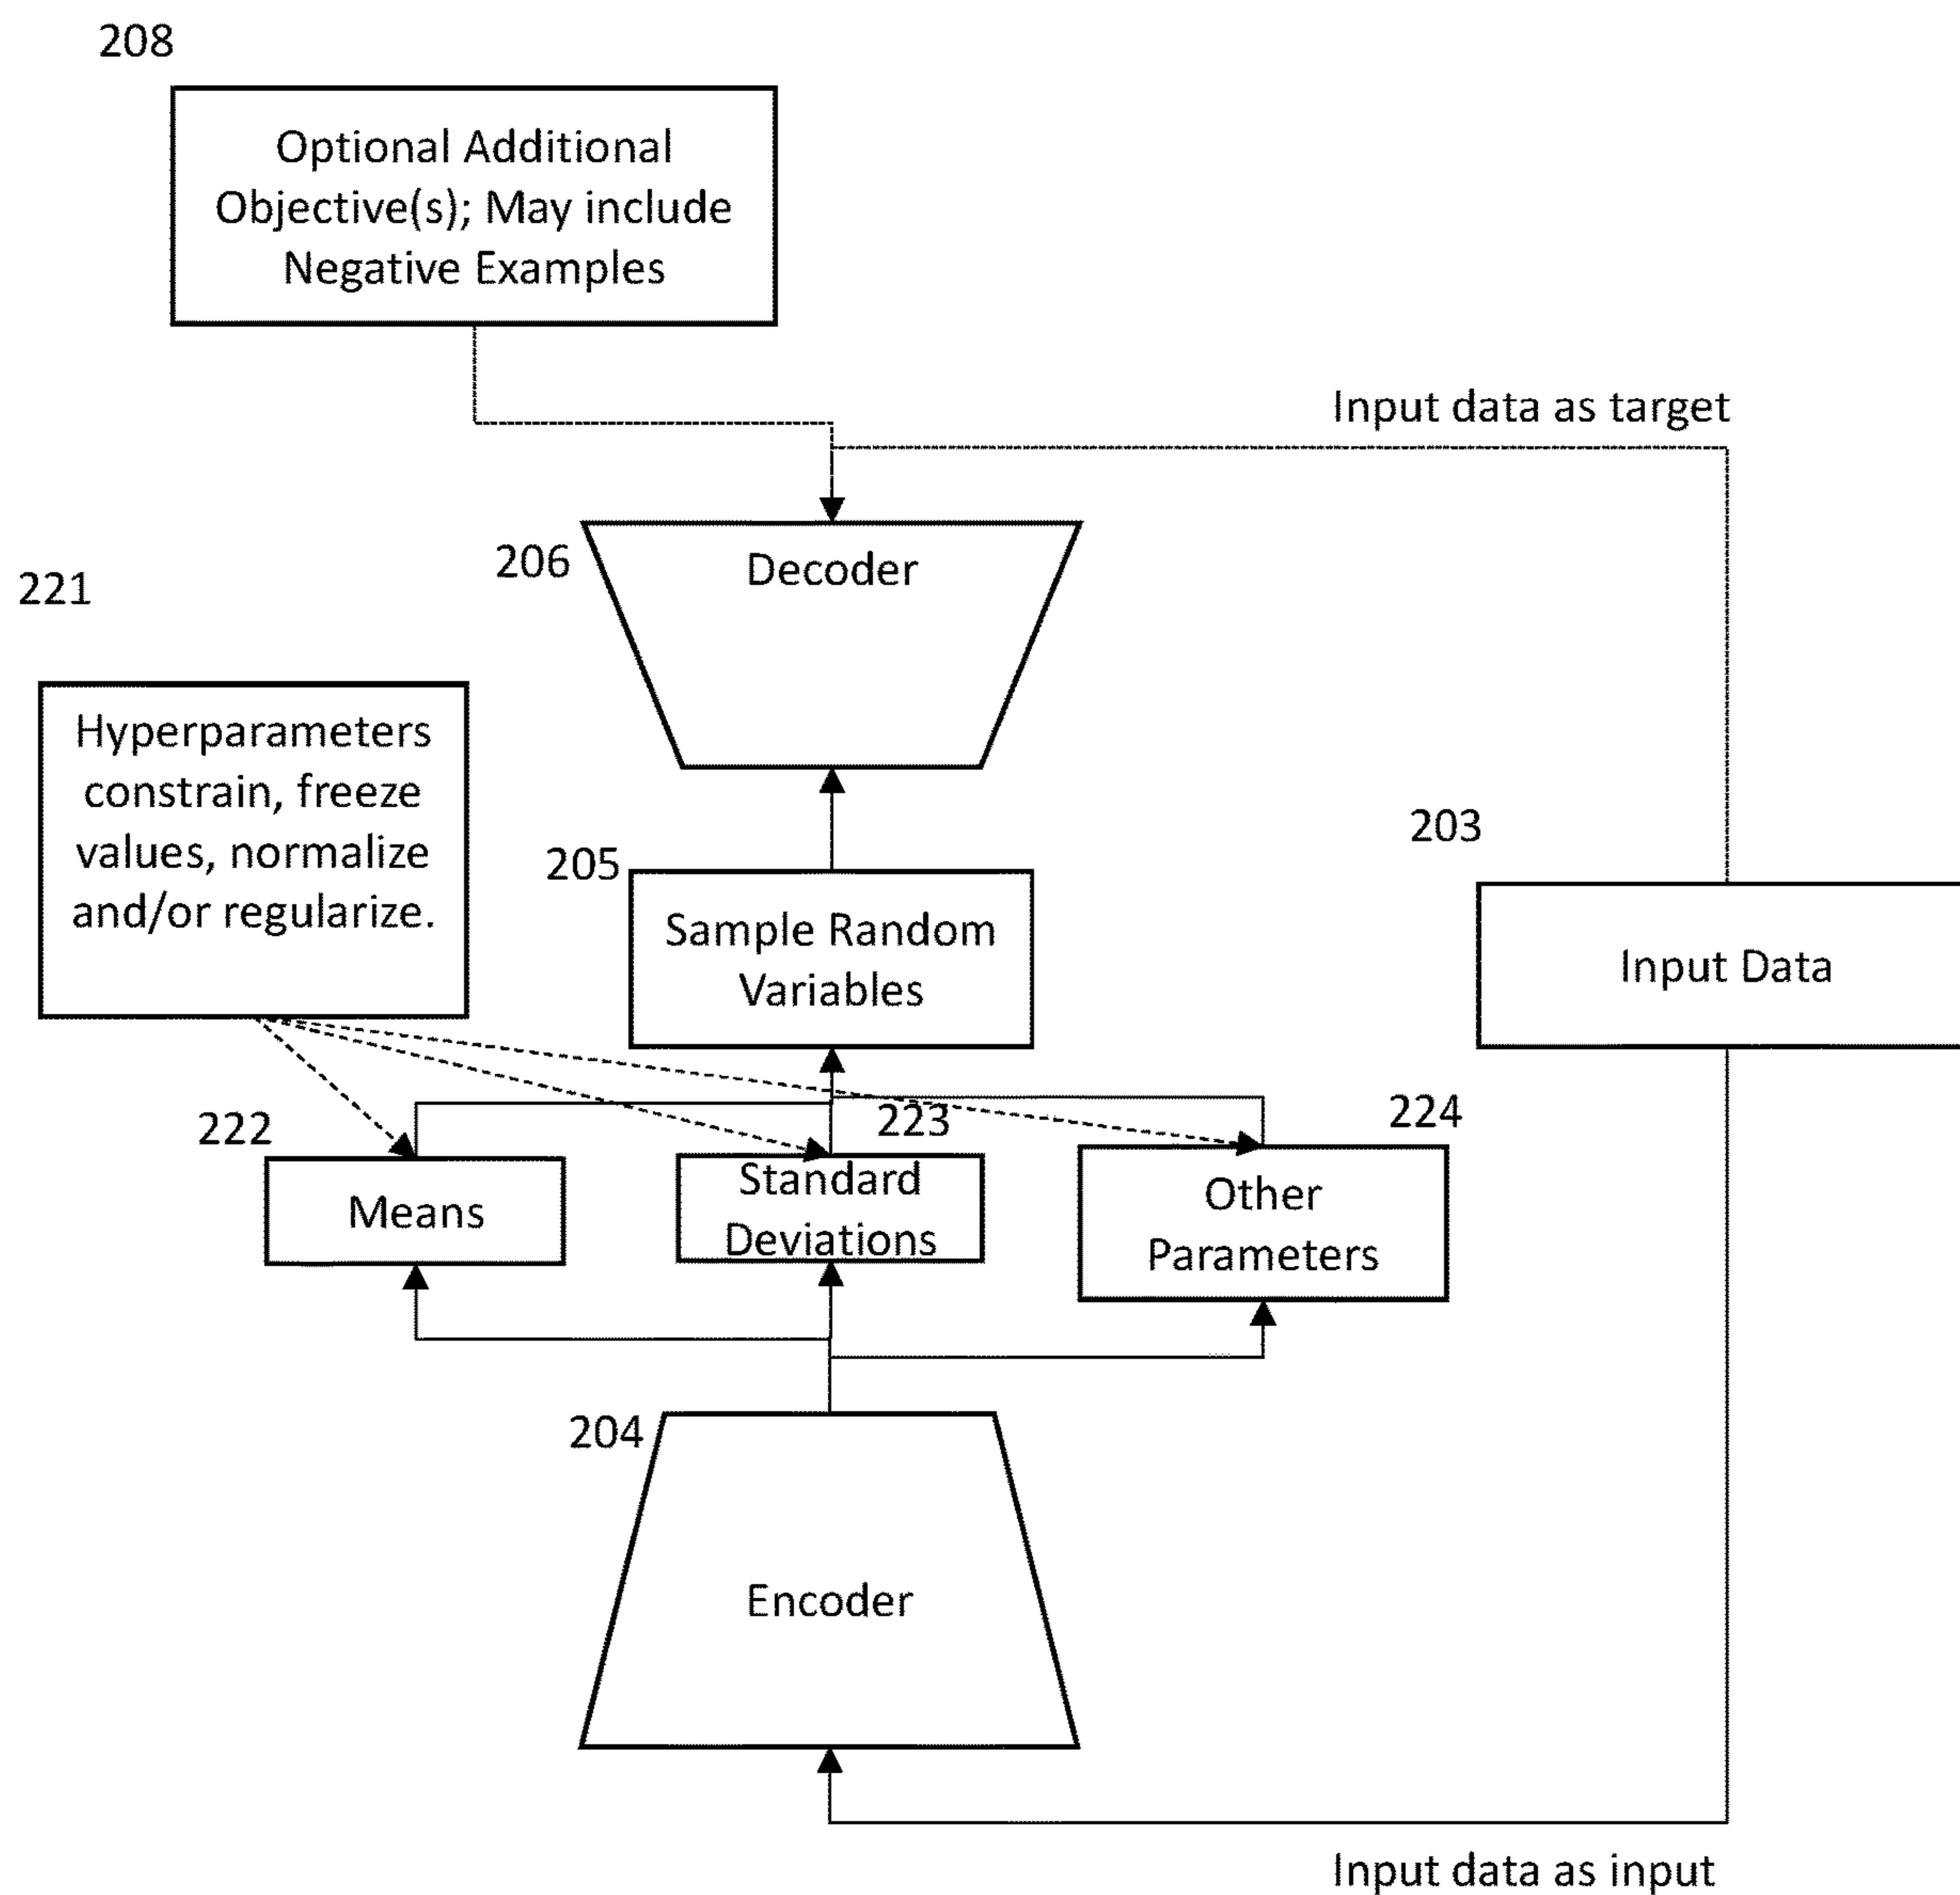 208
Optional Additional
Objective(s); May include
Negative Examples
Input data as target
206
Decoder
221
Hyperparameters
constrain, freeze
values, normalize
and/or regularize.
205
Sample Random
Variables
203
Input Data
222
Means
223
Standard
Deviations
224
Other
Parameters
204
Encoder
Input data as input